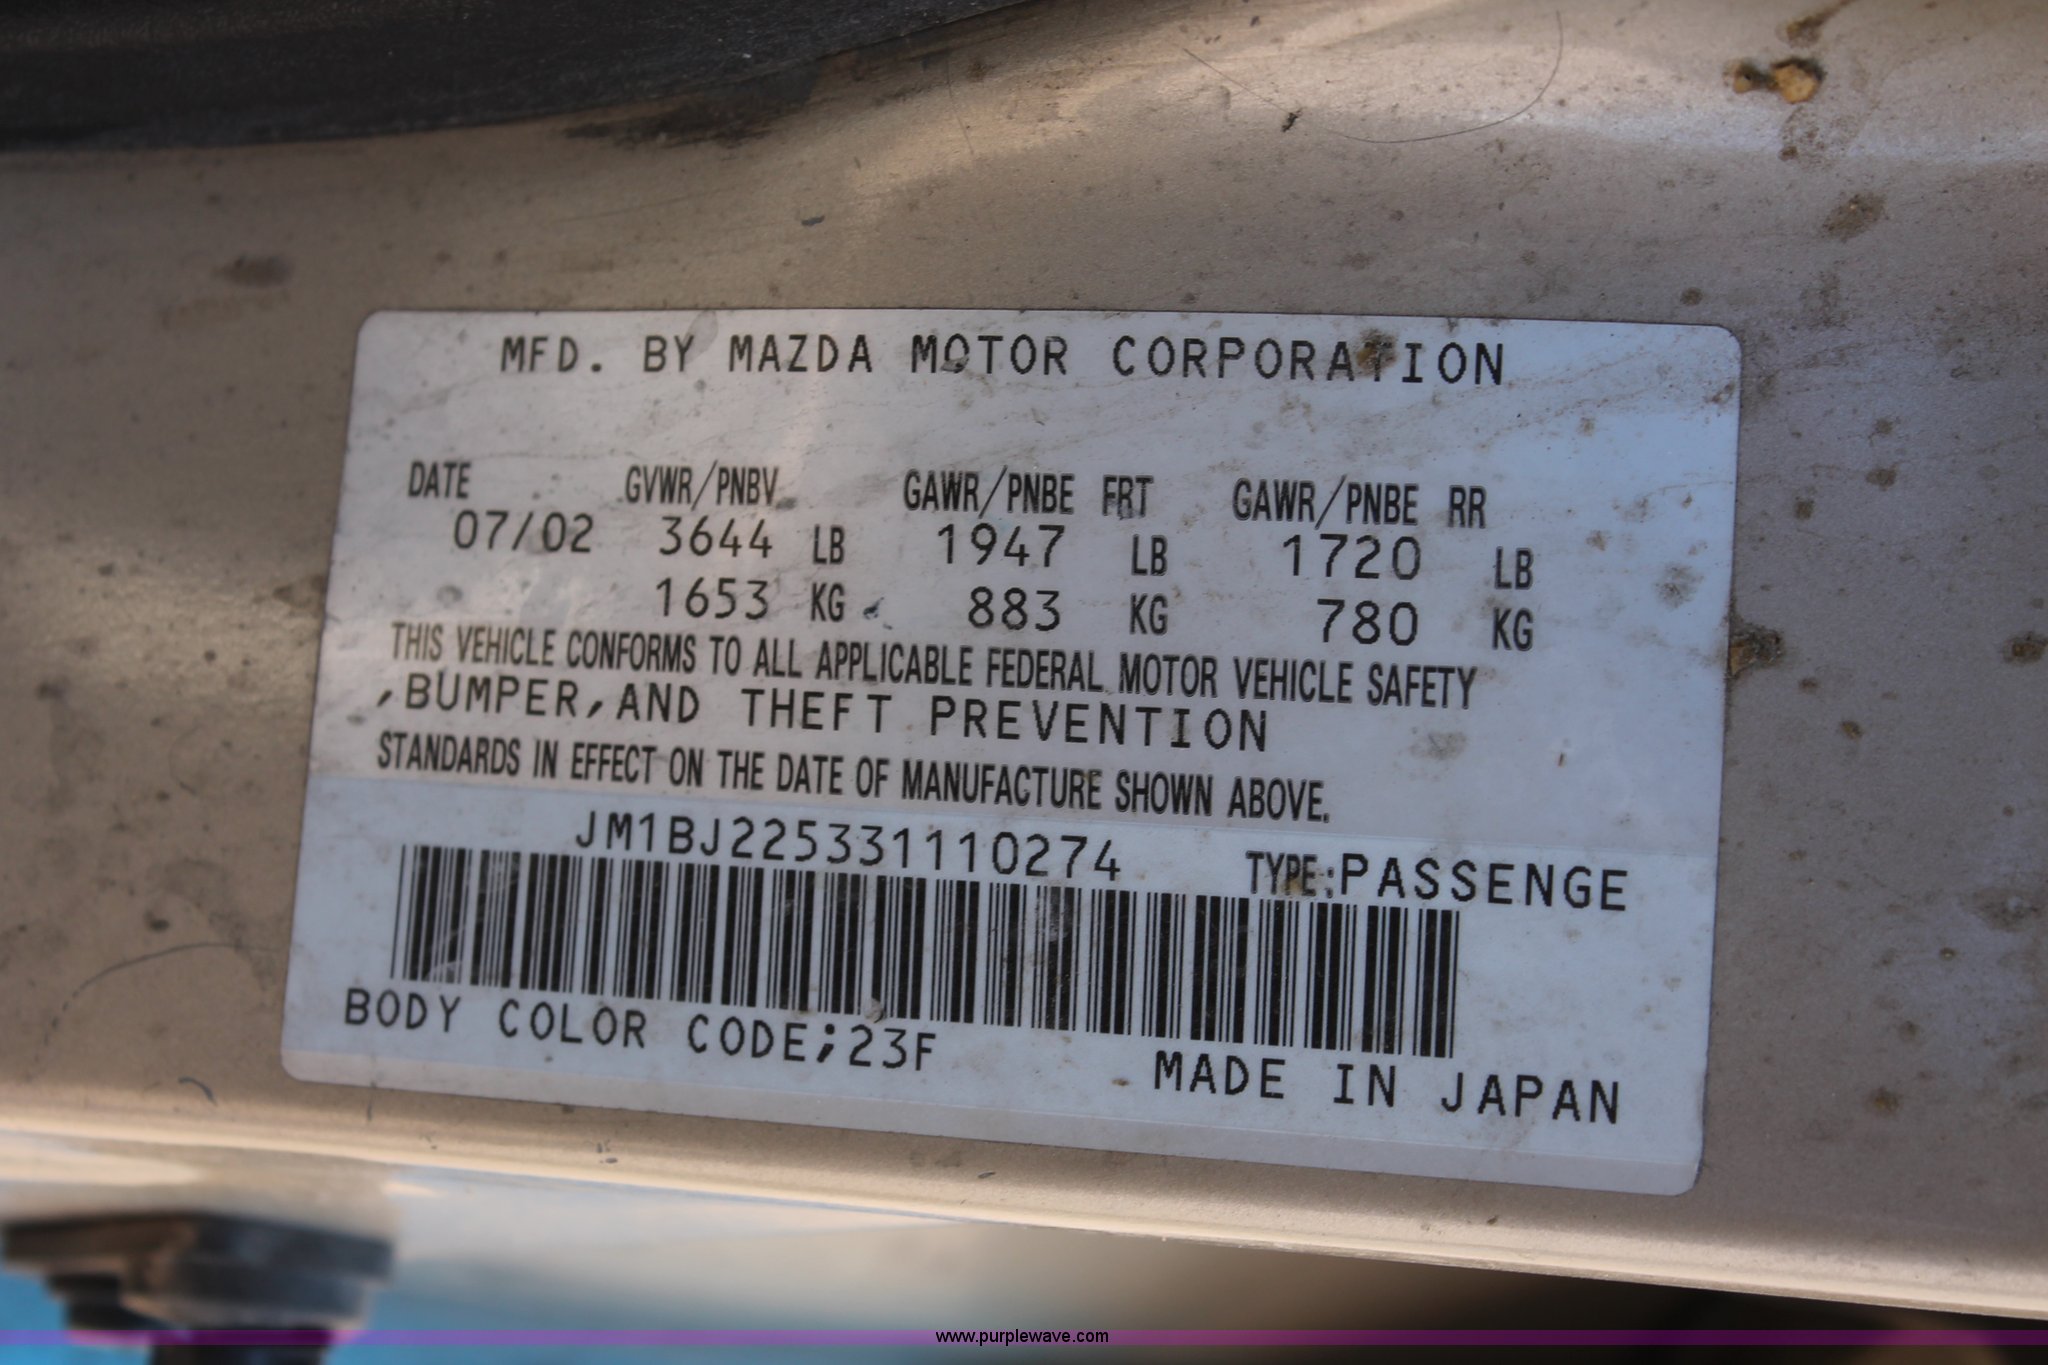 MFD. BY MAZDA MOTOR CORPORATION
DATE GVWR/PNBV GAWR/PNBE FRT GAWR/PNBE RR
07/02 3644 LB 1947 LB 1720 LB
1653 KG 883 KG 780 KG
THIS VEHICLE CONFORMS TO ALL APPLICABLE FEDERAL MOTOR VEHICLE SAFETY
,BUMPER,AND THEFT PREVENTION
STANDARDS IN EFFECT ON THE DATE OF MANUFACTURE SHOWN ABOVE.
JM1BJ225331110274 TYPE:PASSENGE
BODY COLOR CODE;23F
MADE IN JAPAN
www.purplewave.com